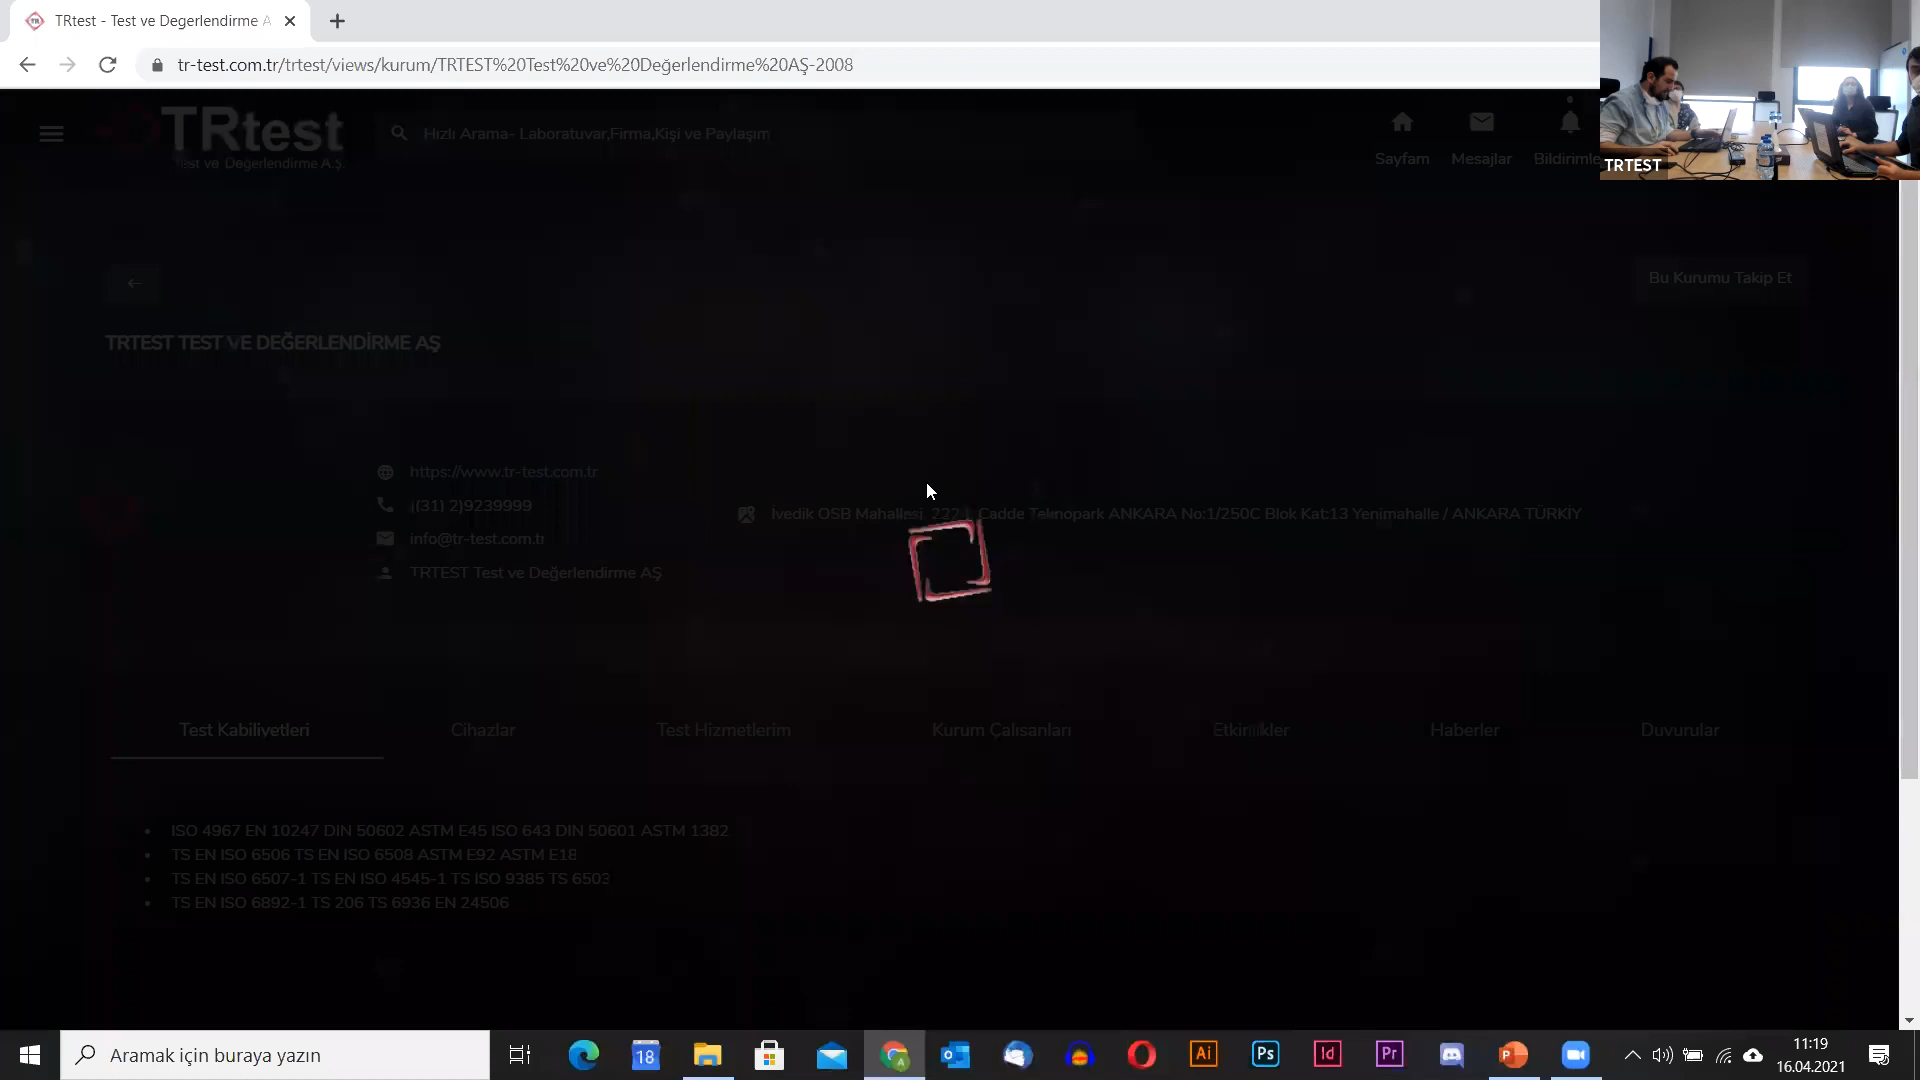 TRtest - Test ve Degerlendirme A
tr-test.com.tr/trtest/views/kurum/TRTEST%20Test%20ve%20Değerlendirme%20AŞ-2008
TRtest
Test ve Değerlendirme A.Ş.
Hızlı Arama- Laboratuvar,Firma,Kişi ve Paylaşım
Sayfam
Mesajlar
Bildirimle
TRTEST
Bu Kurumu Takip Et
TRTEST TEST VE DEĞERLENDİRME AŞ
https://www.tr-test.com.tr
((31) 2)9239999
info@tr-test.com.tr
TRTEST Test ve Değerlendirme AŞ
İvedik OSB Mahallesi, 2224. Cadde Teknopark ANKARA No:1/250C Blok Kat:13 Yenimahalle / ANKARA TÜRKİY
Test Kabiliyetleri
Cihazlar
Test Hizmetlerim
Kurum Çalışanları
Etkinlikler
Haberler
Duyurular
• ISO 4967 EN 10247 DIN 50602 ASTM E45 ISO 643 DIN 50601 ASTM 1382
• TS EN ISO 6506 TS EN ISO 6508 ASTM E92 ASTM E18
• TS EN ISO 6507-1 TS EN ISO 4545-1 TS ISO 9385 TS 6503
• TS EN ISO 6892-1 TS 206 TS 6936 EN 24506
Aramak için buraya yazın
18
Ai
Ps
Id
Pr
11:19
16.04.2021